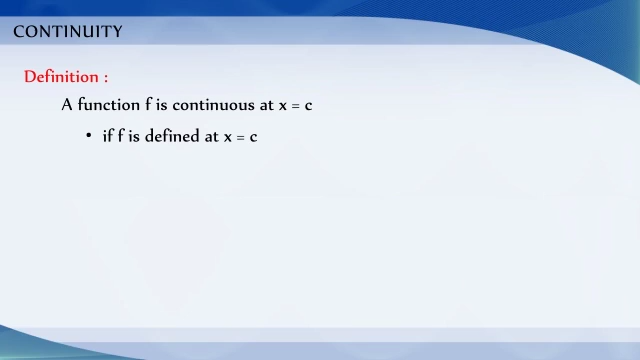 CONTINUITY
Definition :
A function f is continuous at x = c
• if f is defined at x = c